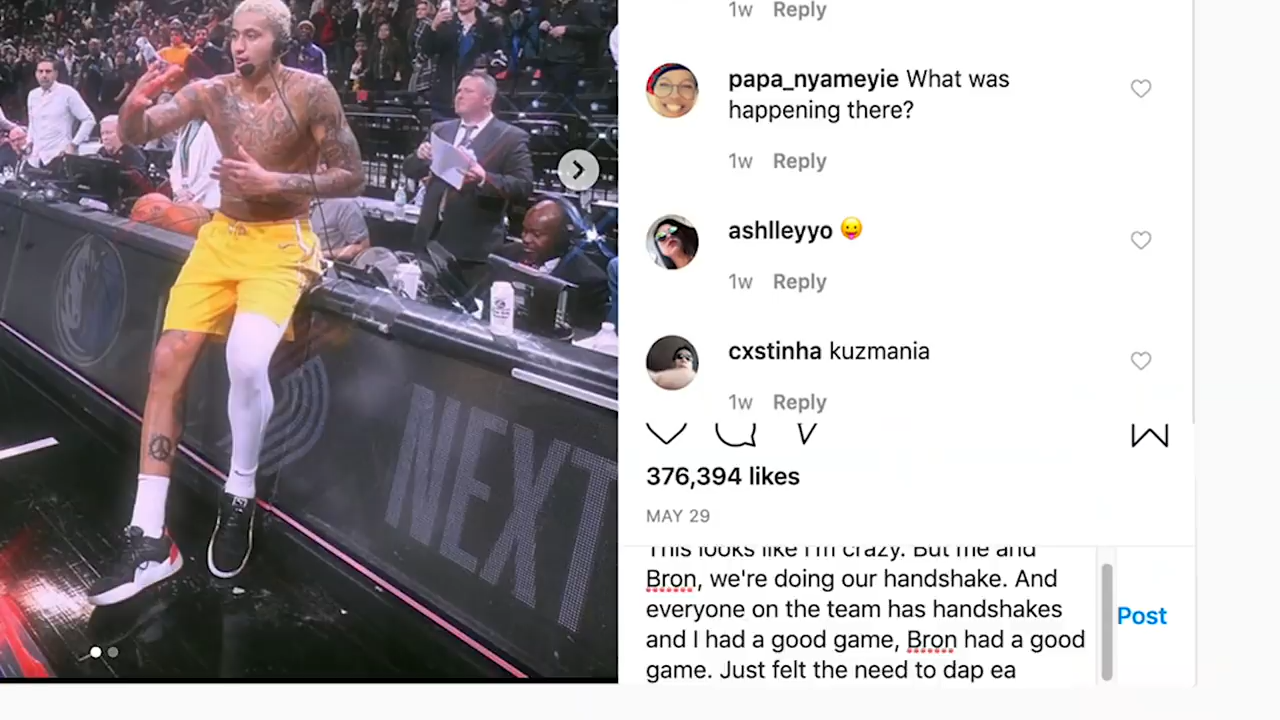 1w Reply
papa_nyameyie What was
happening there?
1w Reply
ashlleyyo 😛
1w Reply
cxstinha kuzmania
1w Reply
376,394 likes
MAY 29
This looks like I'm crazy. But me and
Bron, we're doing our handshake. And
everyone on the team has handshakes
and I had a good game, Bron had a good
game. Just felt the need to dap ea
Post
NEXT